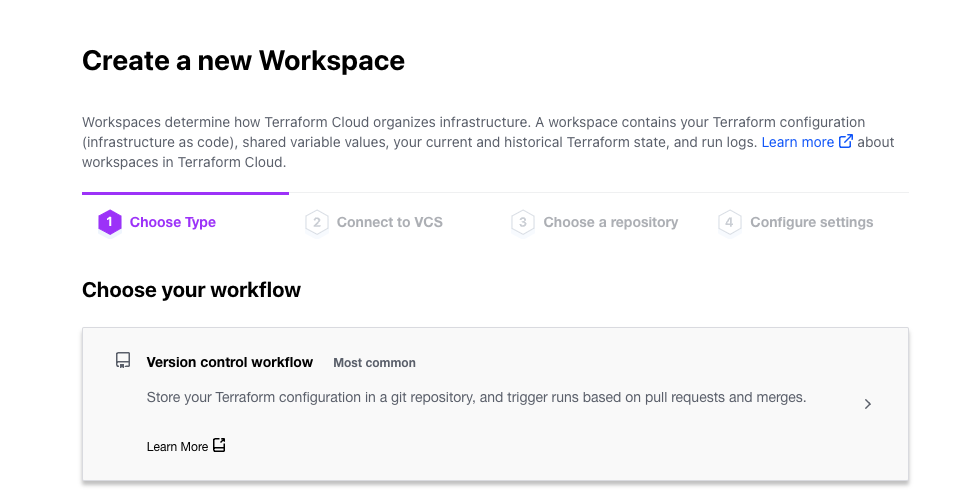 Create a new Workspace
Workspaces determine how Terraform Cloud organizes infrastructure. A workspace contains your Terraform configuration
(infrastructure as code), shared variable values, your current and historical Terraform state, and run logs. Learn more about
workspaces in Terraform Cloud.
1 Choose Type 2 Connect to VCS 3 Choose a repository 4 Configure settings
Choose your workflow
Version control workflow Most common
Store your Terraform configuration in a git repository, and trigger runs based on pull requests and merges.
Learn More